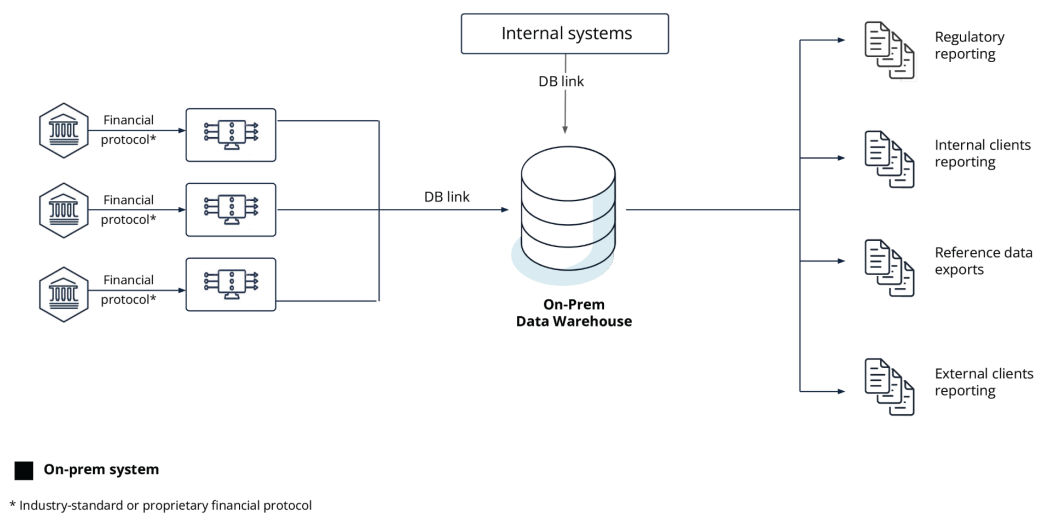 Internal systems
DB link
Financial
protocol*
Financial
protocol*
Financial
protocol*
DB link
On-Prem
Data Warehouse
Regulatory
reporting
Internal clients
reporting
Reference data
exports
External clients
reporting
On-prem system
* Industry-standard or proprietary financial protocol